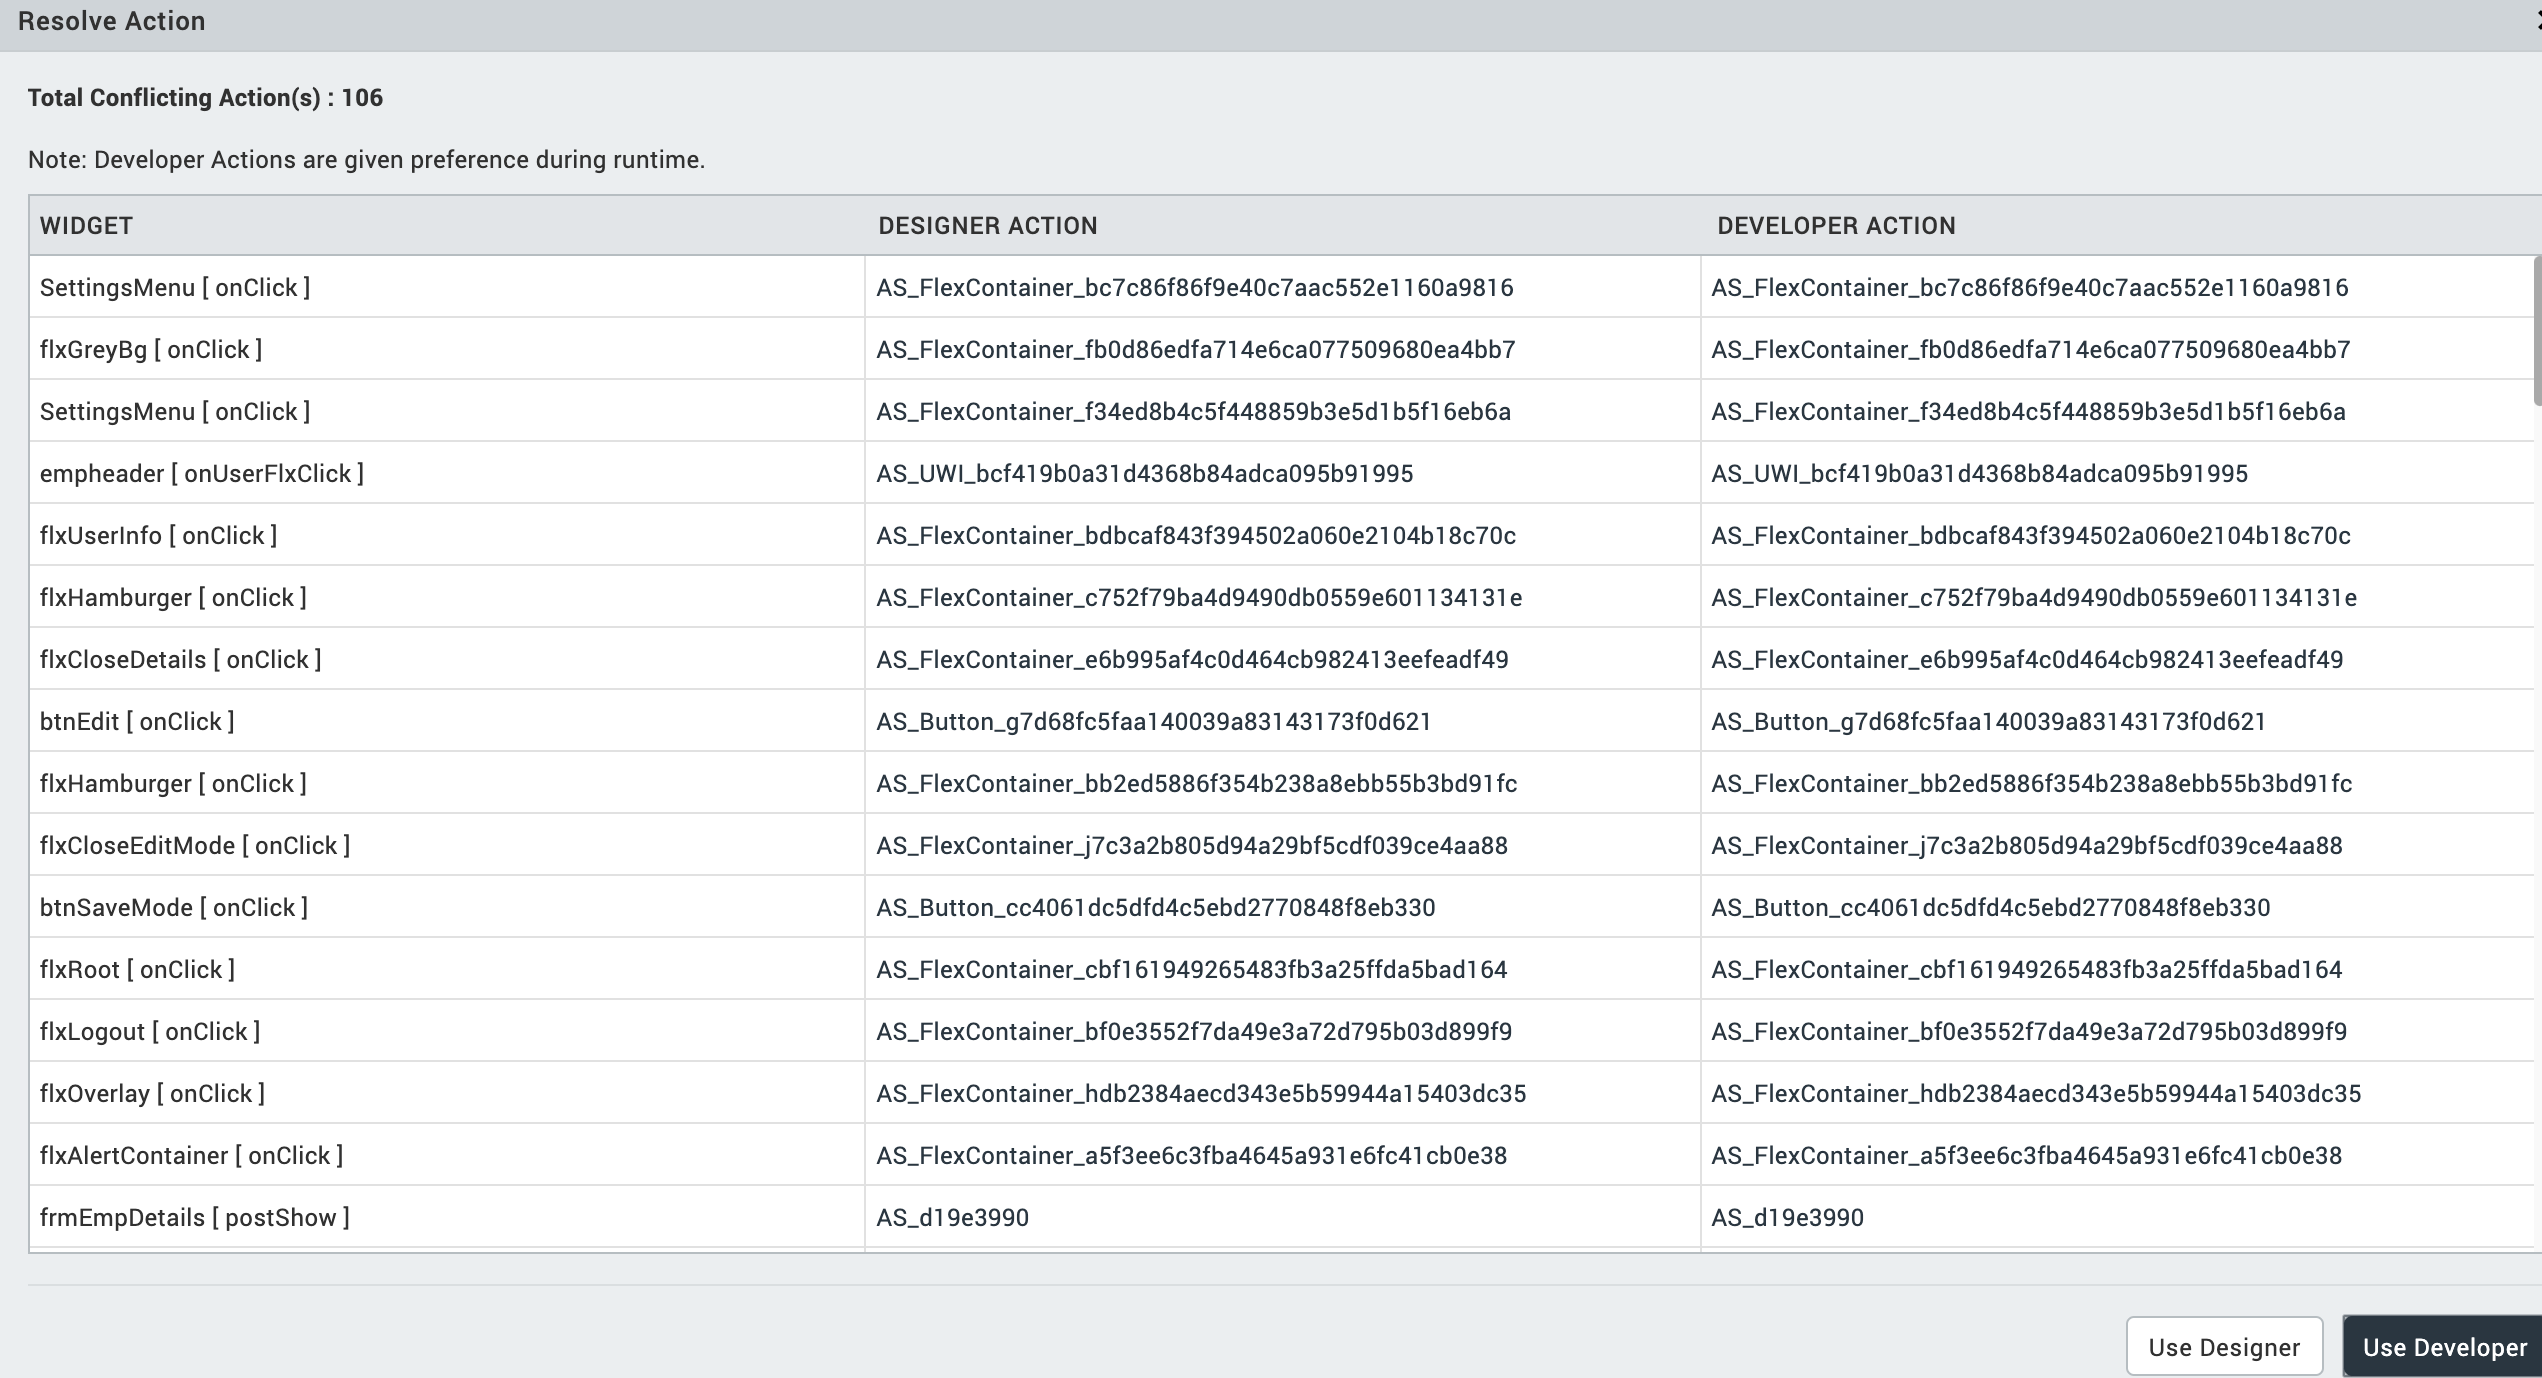 Resolve Action
Total Conflicting Action(s) : 106
Note: Developer Actions are given preference during runtime.
WIDGET DESIGNER ACTION DEVELOPER ACTION
SettingsMenu [ onClick ] AS_FlexContainer_bc7c86f86f9e40c7aac552e1160a9816 AS_FlexContainer_bc7c86f86f9e40c7aac552e1160a9816
flxGreyBg [ onClick ] AS_FlexContainer_fb0d86edfa714e6ca077509680ea4bb7 AS_FlexContainer_fb0d86edfa714e6ca077509680ea4bb7
SettingsMenu [ onClick ] AS_FlexContainer_f34ed8b4c5f448859b3e5d1b5f16eb6a AS_FlexContainer_f34ed8b4c5f448859b3e5d1b5f16eb6a
empheader [ onUserFlxClick ] AS_UWI_bcf419b0a31d4368b84adca095b91995 AS_UWI_bcf419b0a31d4368b84adca095b91995
flxUserInfo [ onClick ] AS_FlexContainer_bdbcaf843f394502a060e2104b18c70c AS_FlexContainer_bdbcaf843f394502a060e2104b18c70c
flxHamburger [ onClick ] AS_FlexContainer_c752f79ba4d9490db0559e601134131e AS_FlexContainer_c752f79ba4d9490db0559e601134131e
flxCloseDetails [ onClick ] AS_FlexContainer_e6b995af4c0d464cb982413eefeadf49 AS_FlexContainer_e6b995af4c0d464cb982413eefeadf49
btnEdit [ onClick ] AS_Button_g7d68fc5faa140039a83143173f0d621 AS_Button_g7d68fc5faa140039a83143173f0d621
flxHamburger [ onClick ] AS_FlexContainer_bb2ed5886f354b238a8ebb55b3bd91fc AS_FlexContainer_bb2ed5886f354b238a8ebb55b3bd91fc
flxCloseEditMode [ onClick ] AS_FlexContainer_j7c3a2b805d94a29bf5cdf039ce4aa88 AS_FlexContainer_j7c3a2b805d94a29bf5cdf039ce4aa88
btnSaveMode [ onClick ] AS_Button_cc4061dc5dfd4c5ebd2770848f8eb330 AS_Button_cc4061dc5dfd4c5ebd2770848f8eb330
flxRoot [ onClick ] AS_FlexContainer_cbf161949265483fb3a25ffda5bad164 AS_FlexContainer_cbf161949265483fb3a25ffda5bad164
flxLogout [ onClick ] AS_FlexContainer_bf0e3552f7da49e3a72d795b03d899f9 AS_FlexContainer_bf0e3552f7da49e3a72d795b03d899f9
flxOverlay [ onClick ] AS_FlexContainer_hdb2384aecd343e5b59944a15403dc35 AS_FlexContainer_hdb2384aecd343e5b59944a15403dc35
flxAlertContainer [ onClick ] AS_FlexContainer_a5f3ee6c3fba4645a931e6fc41cb0e38 AS_FlexContainer_a5f3ee6c3fba4645a931e6fc41cb0e38
frmEmpDetails [ postShow ] AS_d19e3990 AS_d19e3990
Use Designer Use Developer